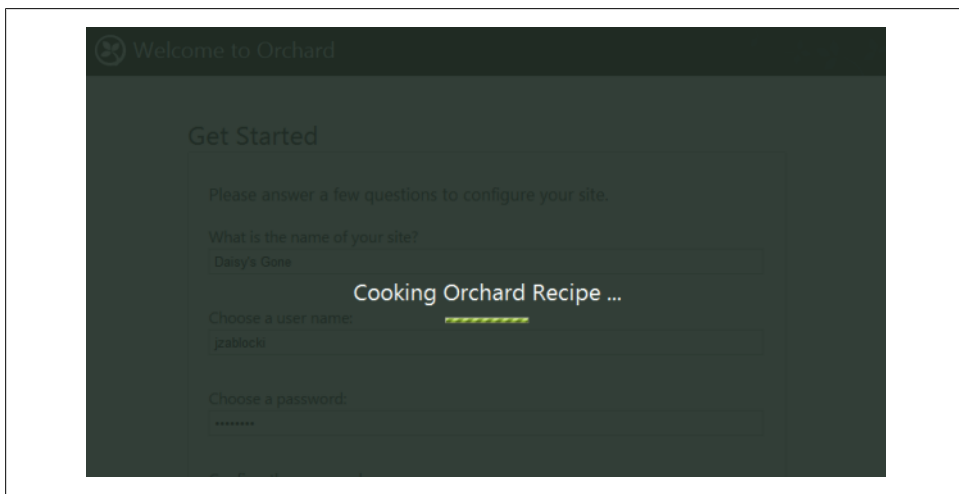 Welcome to Orchard
Get Started
Please answer a few questions to configure your site.
What is the name of your site?
Daisy's Gone
Cooking Orchard Recipe ...
Choose a user name:
jzablocki
Choose a password:
••••••••